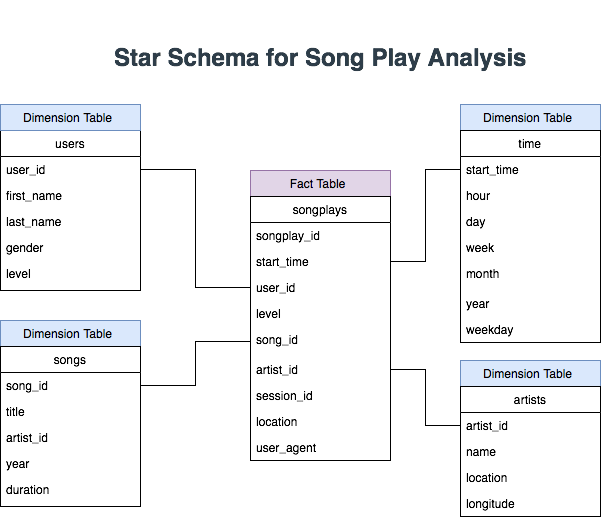 Star Schema for Song Play Analysis
Dimension Table
users
user_id
first_name
last_name
gender
level
Dimension Table
songs
song_id
title
artist_id
year
duration
Fact Table
songplays
songplay_id
start_time
user_id
level
song_id
artist_id
session_id
location
user_agent
Dimension Table
time
start_time
hour
day
week
month
year
weekday
Dimension Table
artists
artist_id
name
location
longitude